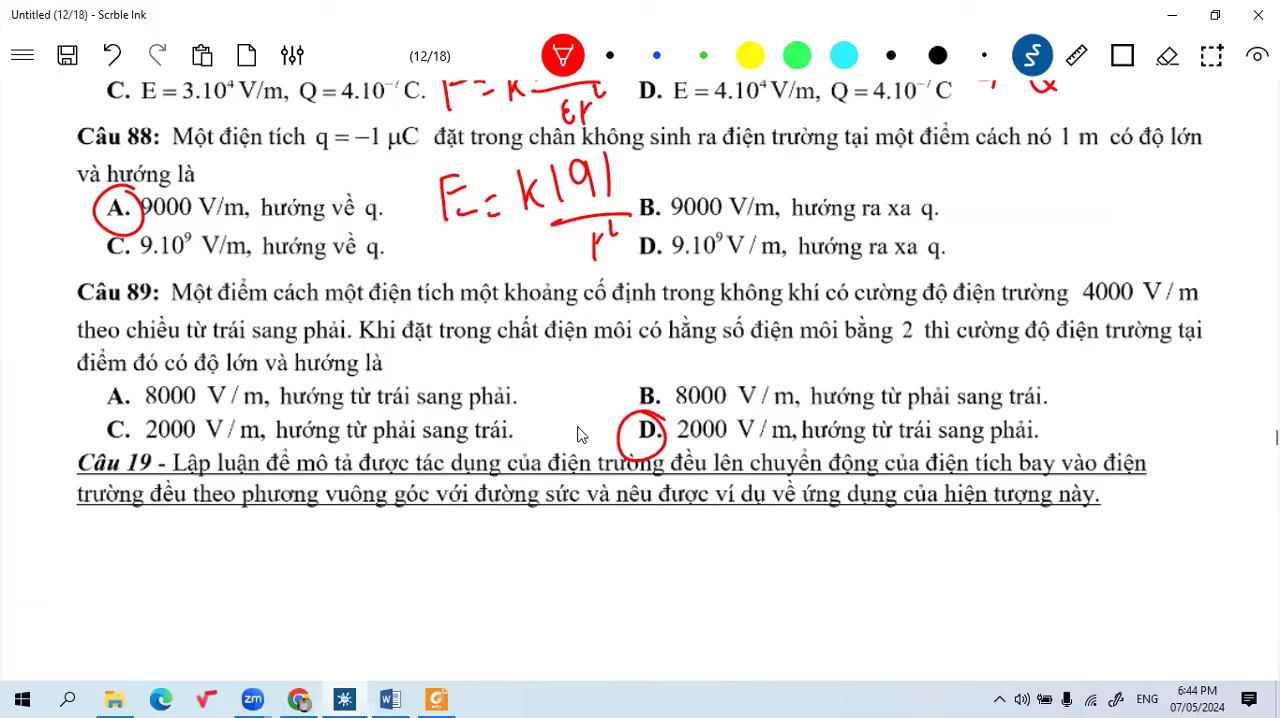 Untitled (12/18) - Scrble Ink
(12/18)
C. E = 3.10⁴ V/m, Q = 4.10⁻⁷ C. D. E = 4.10⁴ V/m, Q = 4.10⁻⁷ C
εr
Câu 88: Một điện tích q = −1 μC đặt trong chân không sinh ra điện trường tại một điểm cách nó 1 m có độ lớn
và hướng là
E = k|q|
A. 9000 V/m, hướng về q. B. 9000 V/m, hướng ra xa q.
r²
C. 9.10⁹ V/m, hướng về q. D. 9.10⁹ V / m, hướng ra xa q.
Câu 89: Một điểm cách một điện tích một khoảng cố định trong không khí có cường độ điện trường 4000 V / m
theo chiều từ trái sang phải. Khi đặt trong chất điện môi có hằng số điện môi bằng 2 thì cường độ điện trường tại
điểm đó có độ lớn và hướng là
A. 8000 V / m, hướng từ trái sang phải. B. 8000 V / m, hướng từ phải sang trái.
C. 2000 V / m, hướng từ phải sang trái. D. 2000 V / m, hướng từ trái sang phải.
Câu 19 - Lập luận để mô tả được tác dụng của điện trường đều lên chuyển động của điện tích bay vào điện
trường đều theo phương vuông góc với đường sức và nêu được ví dụ về ứng dụng của hiện tượng này.
zm
ENG
6:44 PM
07/05/2024